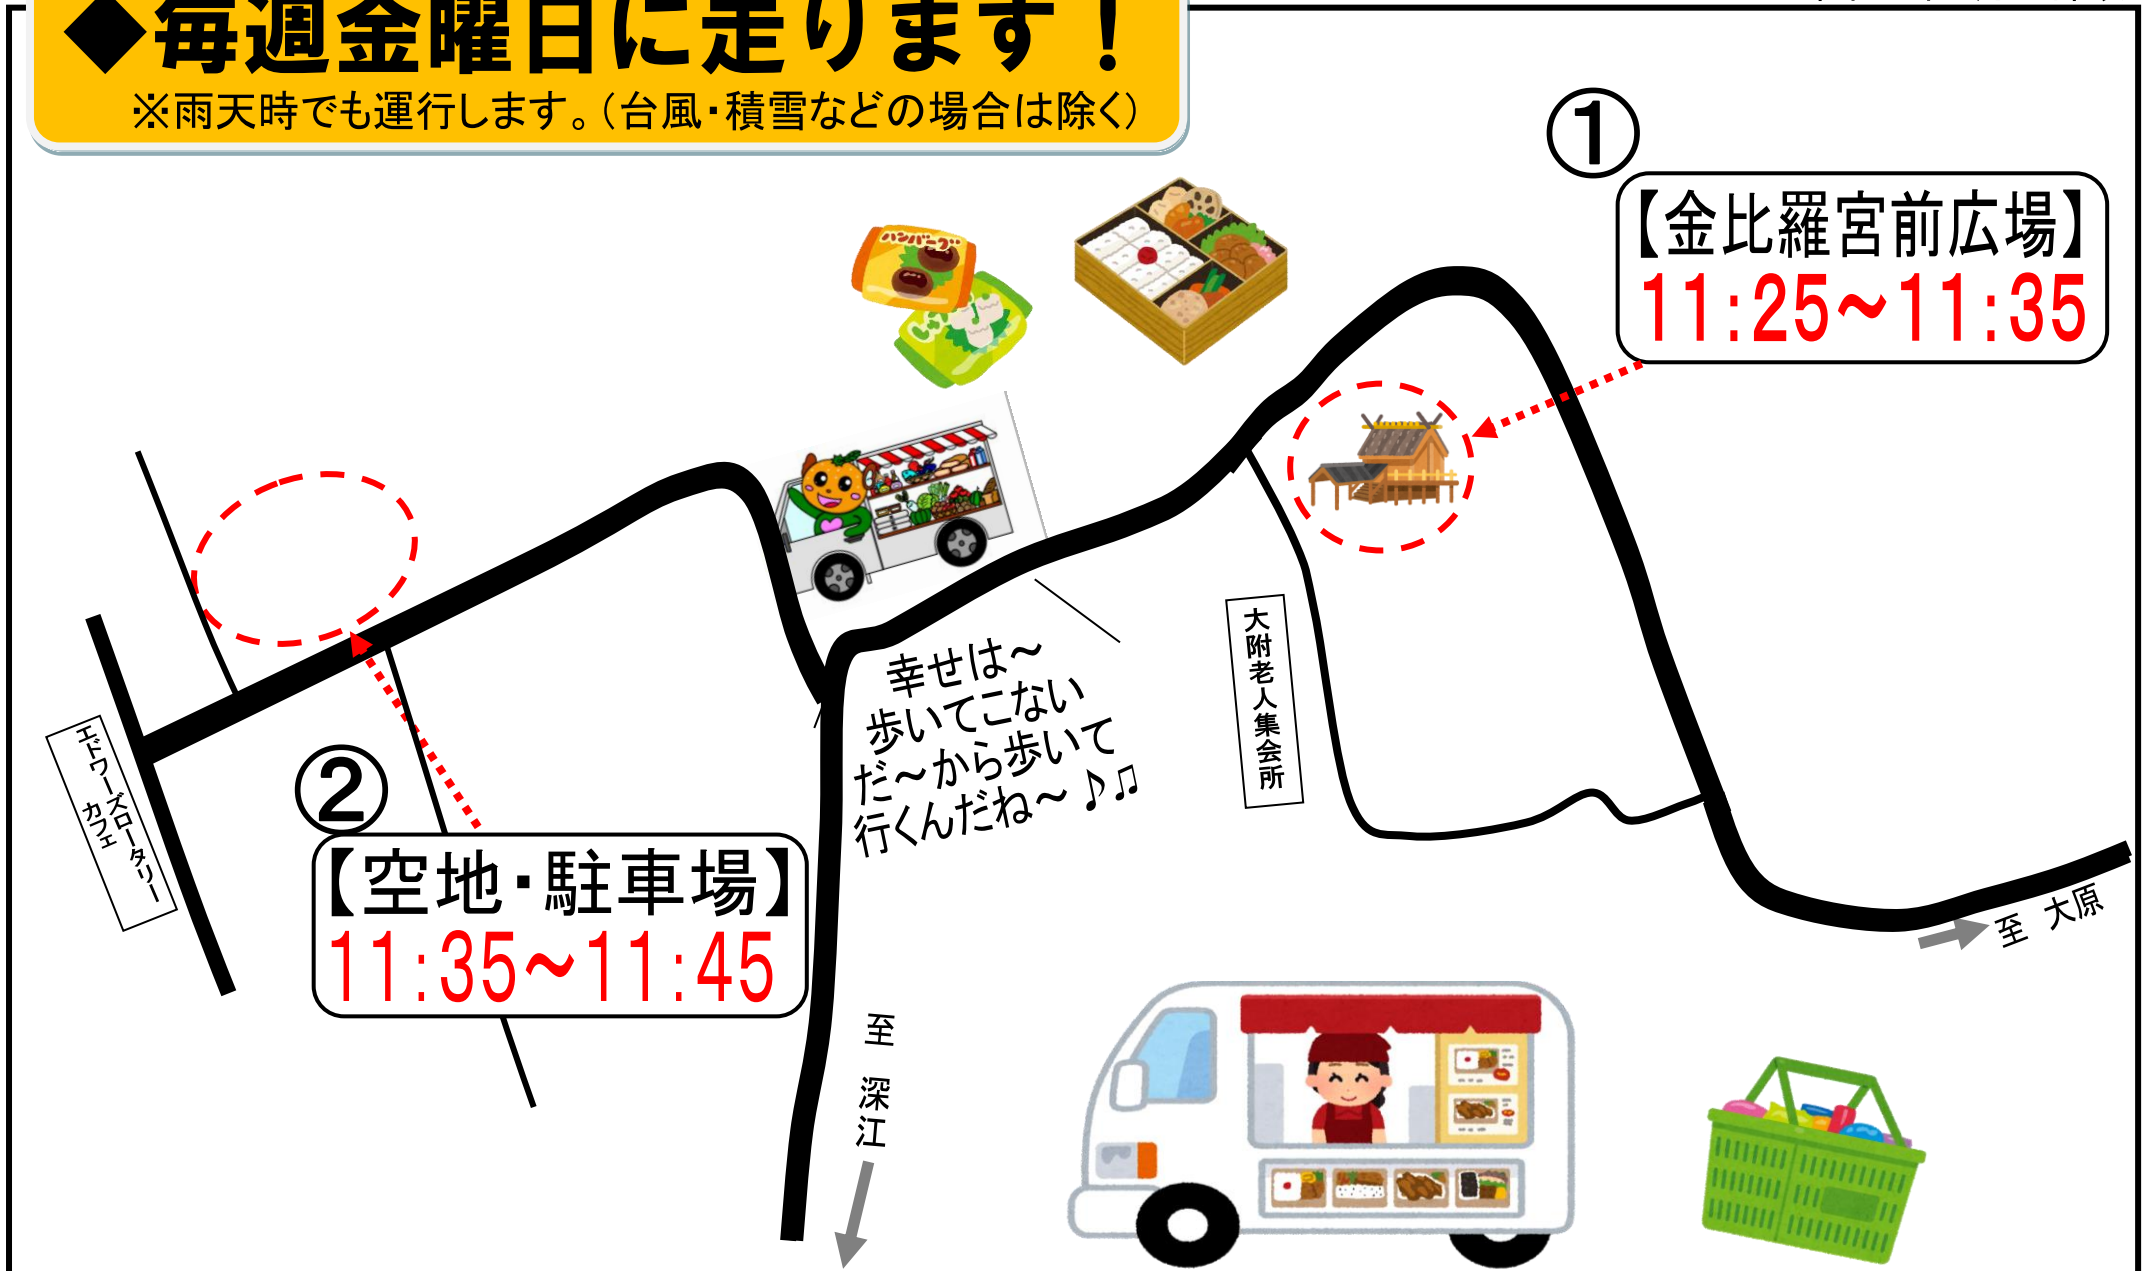 ◆毎週金曜日に走ります！
※雨天時でも運行します。（台風・積雪などの場合は除く）
①
【金比羅宮前広場】
11:25～11:35
ハンバーグ
大附老人集会所
幸せは～
歩いてこない
だ～から歩いて
行くんだね～♪♫
エドワーズロータリー
カフェ
②
【空地・駐車場】
11:35～11:45
至 大原
至 深江